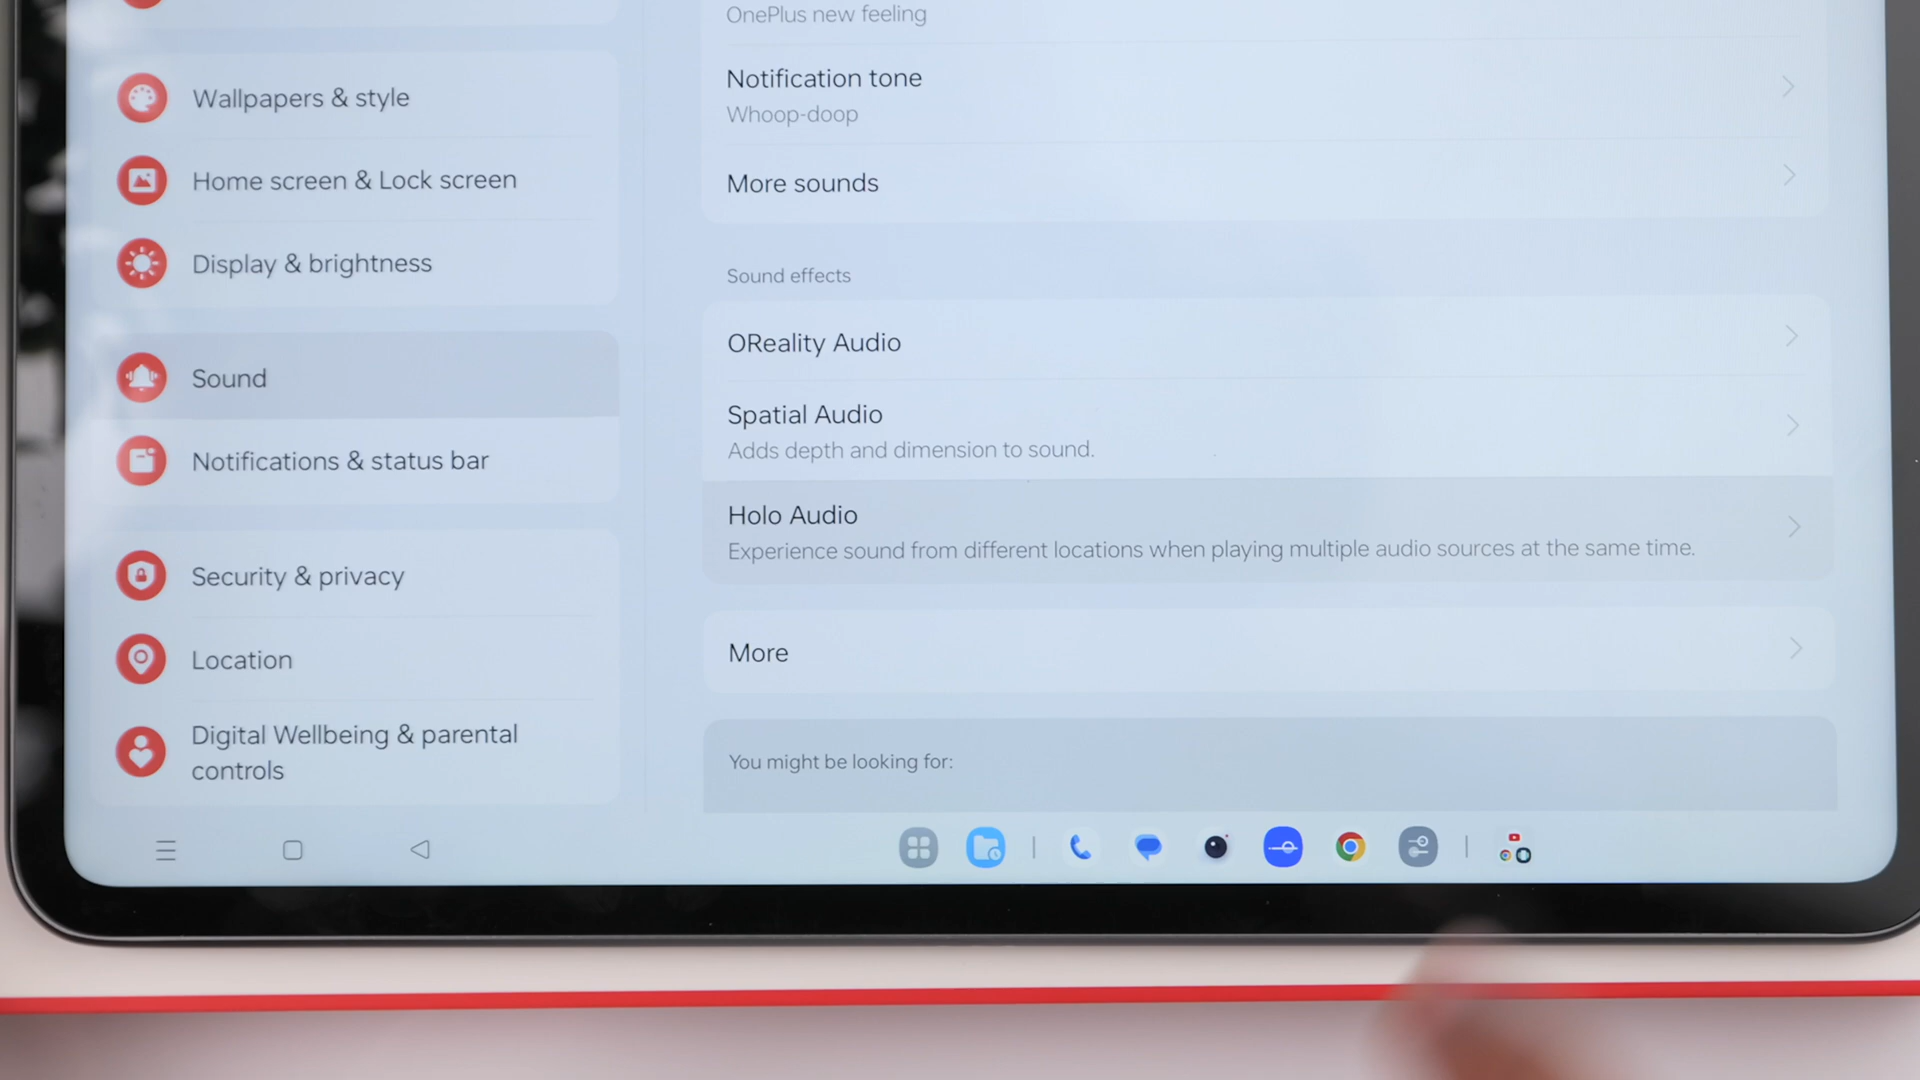 Wallpapers & style
Home screen & Lock screen
Display & brightness
Sound
Notifications & status bar
Security & privacy
Location
Digital Wellbeing & parental
controls
OnePlus new feeling
Notification tone
Whoop-doop
More sounds
Sound effects
OReality Audio
Spatial Audio
Adds depth and dimension to sound.
Holo Audio
Experience sound from different locations when playing multiple audio sources at the same time.
More
You might be looking for: